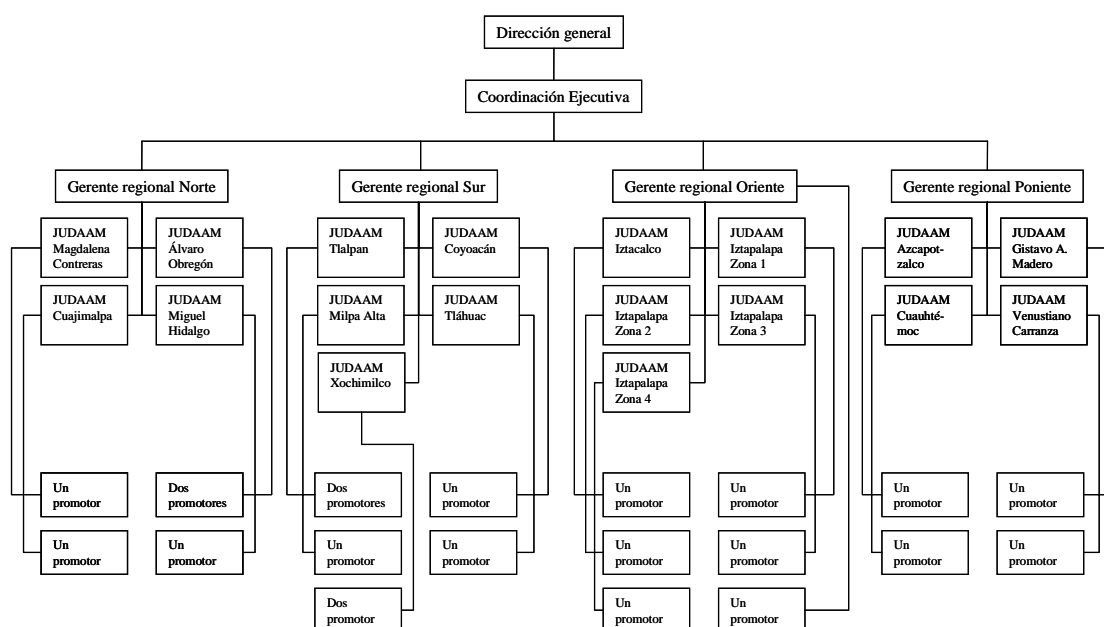 Dirección general
Coordinación Ejecutiva
Gerente regional Norte
Gerente regional Sur
Gerente regional Oriente
Gerente regional Poniente
JUDAAM
Magdalena
Contreras
JUDAAM
Álvaro
Obregón
JUDAAM
Cuajimalpa
JUDAAM
Miguel
Hidalgo
Un
promotor
Dos
promotores
Un
promotor
Un
promotor
JUDAAM
Tlalpan
JUDAAM
Coyoacán
JUDAAM
Milpa Alta
JUDAAM
Tláhuac
JUDAAM
Xochimilco
Dos
promotores
Un
promotor
Un
promotor
Un
promotor
Dos
promotor
JUDAAM
Iztacalco
JUDAAM
Iztapalapa
Zona 1
JUDAAM
Iztapalapa
Zona 2
JUDAAM
Iztapalapa
Zona 3
JUDAAM
Iztapalapa
Zona 4
Un
promotor
Un
promotor
Un
promotor
Un
promotor
Un
promotor
Un
promotor
JUDAAM
Azcapot-
zalco
JUDAAM
Gistavo A.
Madero
JUDAAM
Cuauhté-
moc
JUDAAM
Venustiano
Carranza
Un
promotor
Un
promotor
Un
promotor
Un
promotor